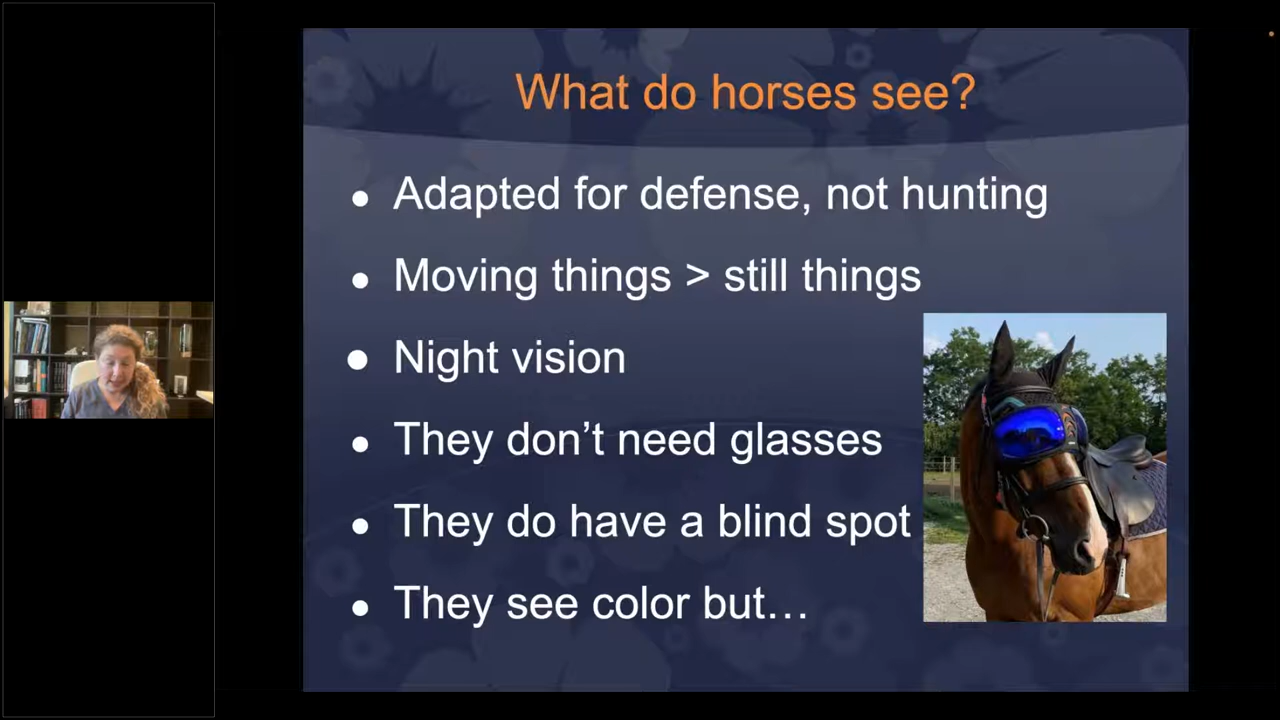 What do horses see?
● Adapted for defense, not hunting
● Moving things > still things
● Night vision
● They don’t need glasses
● They do have a blind spot
● They see color but…